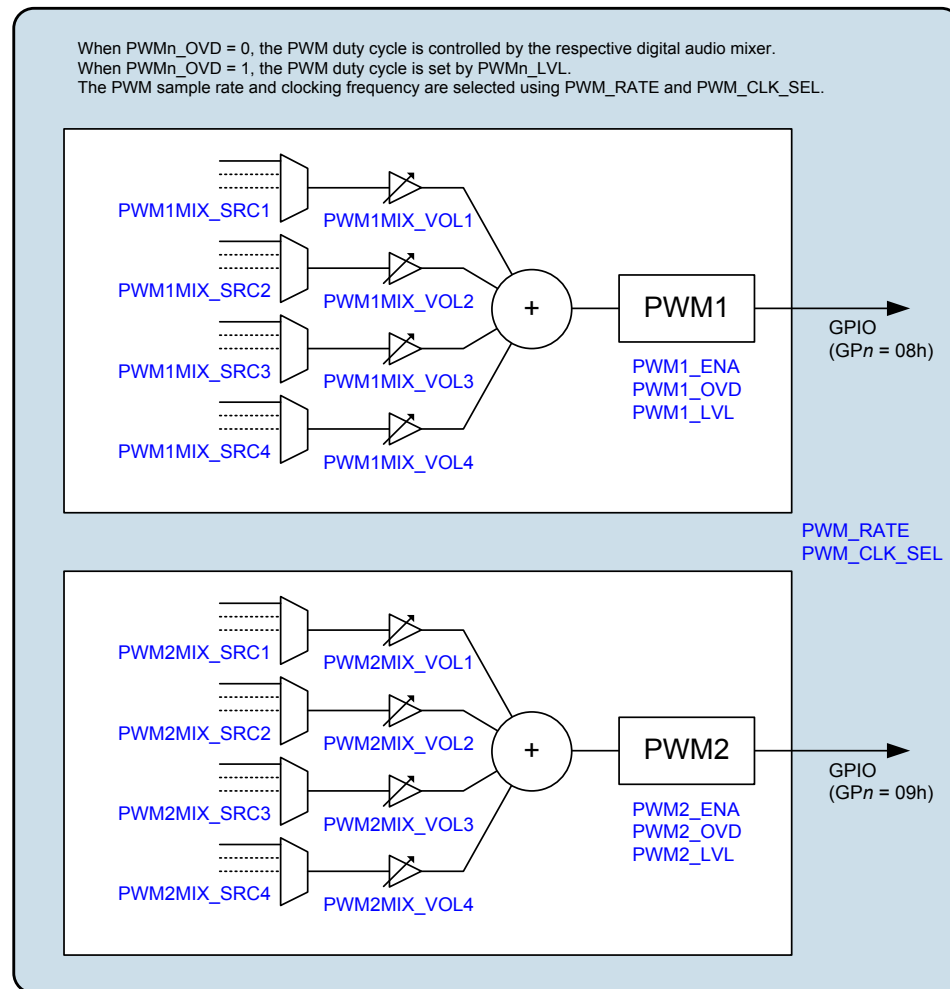 When PWMn_OVD = 0, the PWM duty cycle is controlled by the respective digital audio mixer.
When PWMn_OVD = 1, the PWM duty cycle is set by PWMn_LVL.
The PWM sample rate and clocking frequency are selected using PWM_RATE and PWM_CLK_SEL.
PWM1MIX_SRC1
PWM1MIX_VOL1
PWM1MIX_SRC2
PWM1MIX_VOL2
PWM1MIX_SRC3
PWM1MIX_VOL3
PWM1MIX_SRC4
PWM1MIX_VOL4
+
PWM1
PWM1_ENA
PWM1_OVD
PWM1_LVL
GPIO
(GPn = 08h)
PWM_RATE
PWM_CLK_SEL
PWM2MIX_SRC1
PWM2MIX_VOL1
PWM2MIX_SRC2
PWM2MIX_VOL2
PWM2MIX_SRC3
PWM2MIX_VOL3
PWM2MIX_SRC4
PWM2MIX_VOL4
+
PWM2
PWM2_ENA
PWM2_OVD
PWM2_LVL
GPIO
(GPn = 09h)